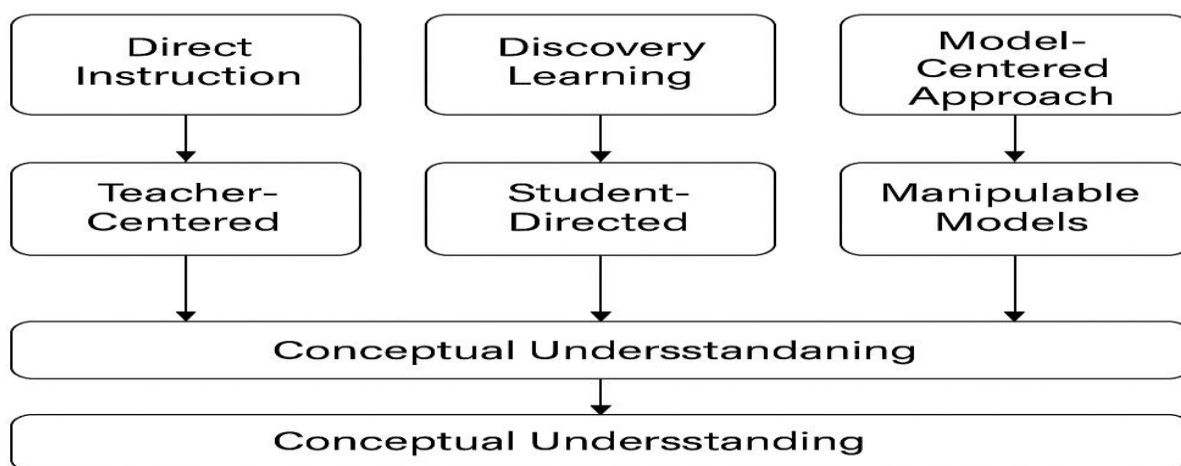 Direct
Instruction
Discovery
Learning
Model-
Centered
Approach
Teacher-
Centered
Student-
Directed
Manipulable
Models
Conceptual Undersstandaning
Conceptual Undersstanding